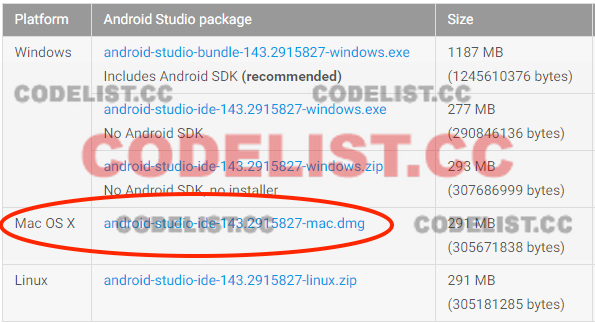 Platform Android Studio package Size
Windows android-studio-bundle-143.2915827-windows.exe 1187 MB
Includes Android SDK (recommended) (1245610376 bytes)
CODELIST.CC CODELIST.CC
android-studio-ide-143.2915827-windows.exe 277 MB
No Android SDK (290846136 bytes)
CODELIST.CC
android-studio-ide-143.2915827-windows.zip 293 MB
No Android SDK, no installer (307686999 bytes)
Mac OS X android-studio-ide-143.2915827-mac.dmg 291 MB
CODELIST.CC CODELIST.CC
(305671838 bytes)
Linux android-studio-ide-143.2915827-linux.zip 291 MB
(305181285 bytes)